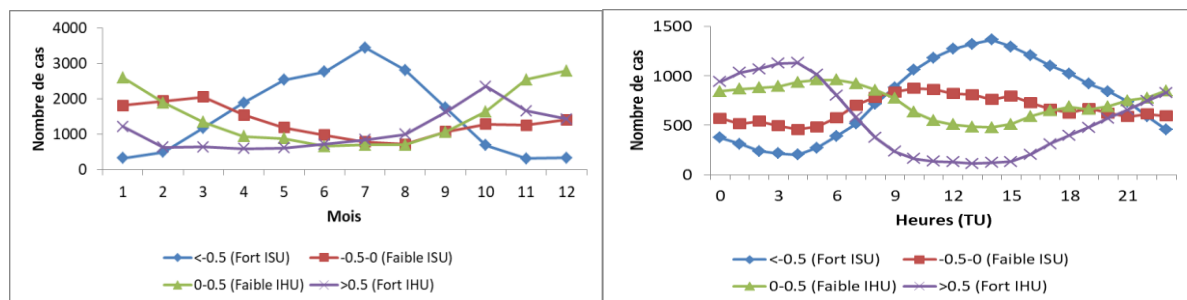 Nombre de cas
4000
3000
2000
1000
0
1 2 3 4 5 6 7 8 9 10 11 12
Mois
<-0.5 (Fort ISU) -0.5-0 (Faible ISU)
0-0.5 (Faible IHU) >0.5 (Fort IHU)
Nombre de cas
1500
1000
500
0
0 3 6 9 12 15 18 21
Heures (TU)
<-0.5 (Fort ISU) -0.5-0 (Faible ISU)
0-0.5 (Faible IHU) >0.5 (Fort IHU)